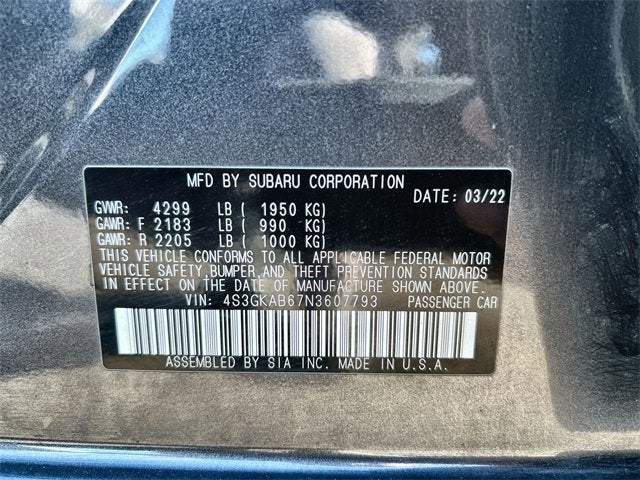 MFD BY SUBARU CORPORATION
DATE: 03/22
GVWR: 4299 LB ( 1950 KG)
GAWR: F 2183 LB ( 990 KG)
GAWR: R 2205 LB ( 1000 KG)
THIS VEHICLE CONFORMS TO ALL APPLICABLE FEDERAL MOTOR
VEHICLE SAFETY, BUMPER, AND THEFT PREVENTION STANDARDS
IN EFFECT ON THE DATE OF MANUFACTURE SHOWN ABOVE.
VIN: 4S3GKAB67N3607793 PASSENGER CAR
ASSEMBLED BY SIA INC. MADE IN U.S.A.